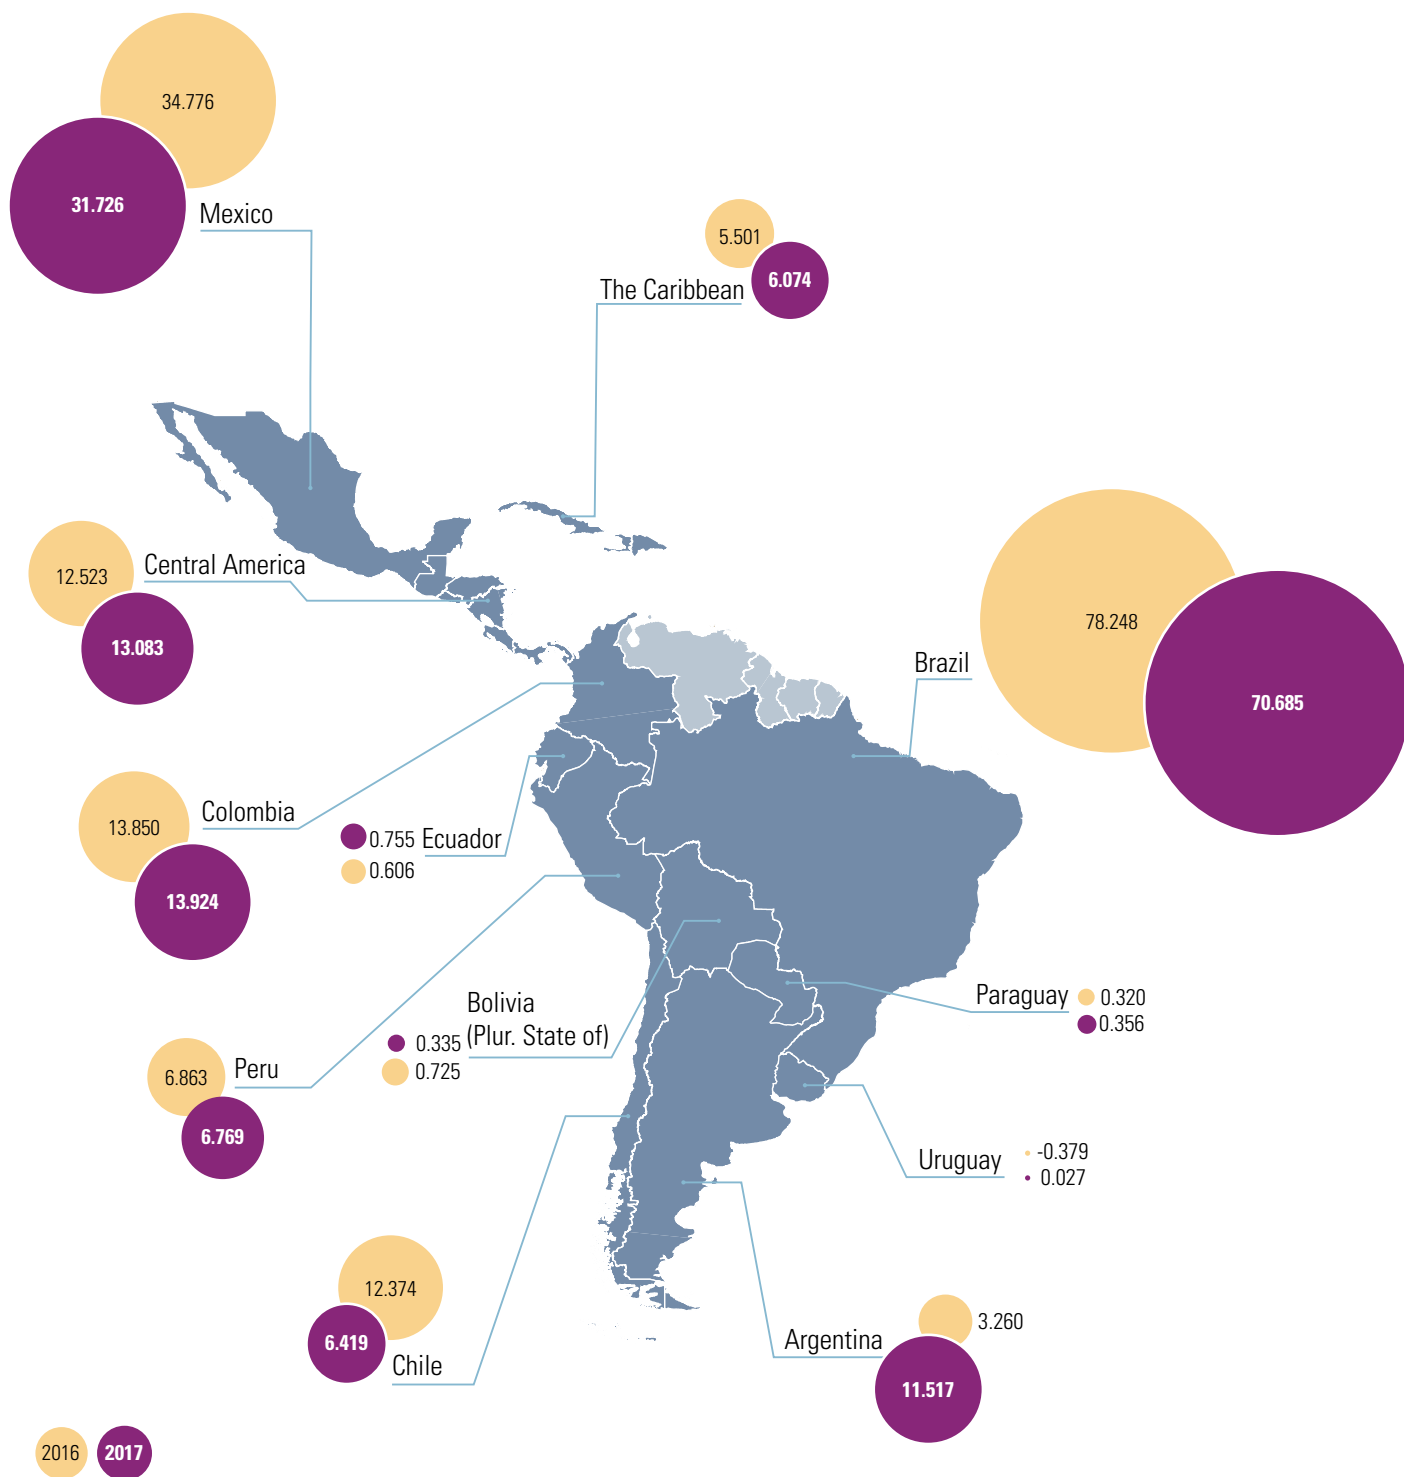 34.776
31.726
Mexico
5.501
6.074
The Caribbean
12.523
Central America
13.083
78.248
Brazil
70.685
13.850
Colombia
13.924
0.755
Ecuador
0.606
6.863
Peru
6.769
Bolivia
(Plur. State of)
0.335
0.725
Paraguay
0.320
0.356
Uruguay
-0.379
0.027
12.374
6.419
Chile
3.260
Argentina
11.517
2016
2017